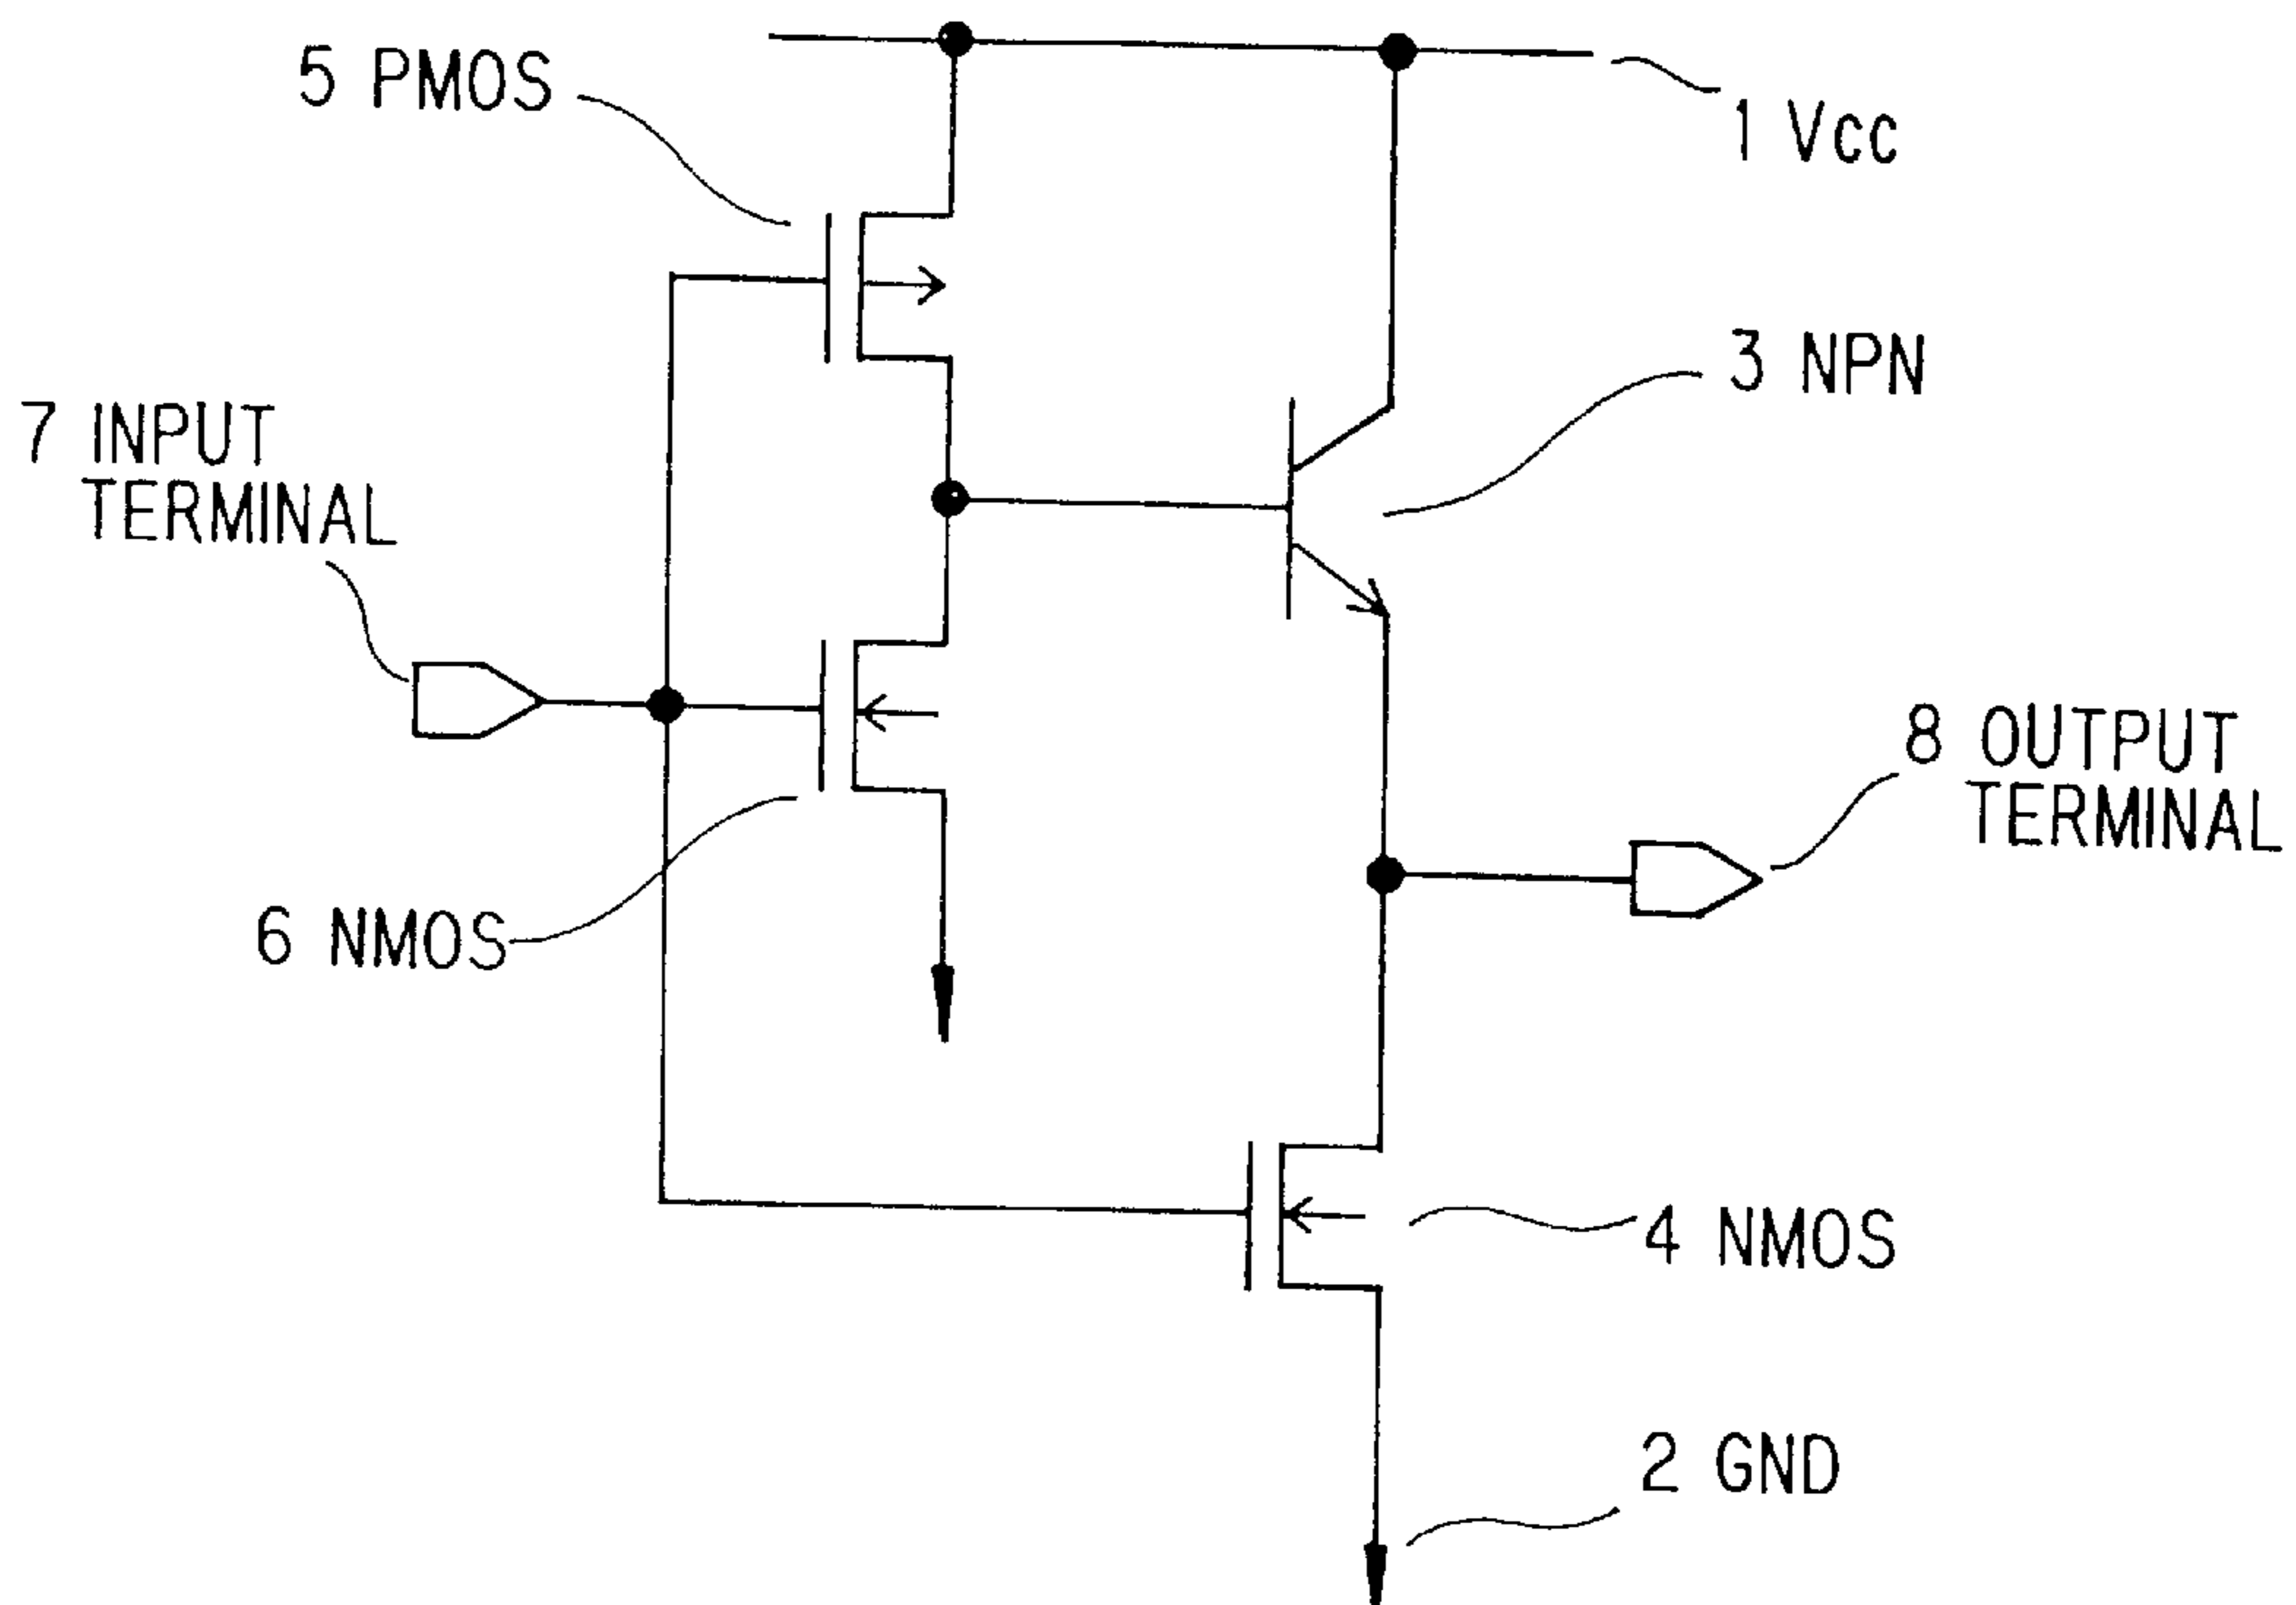 5 PMOS
1 Vcc
3 NPN
7 INPUT
TERMINAL
8 OUTPUT
TERMINAL
6 NMOS
4 NMOS
2 GND